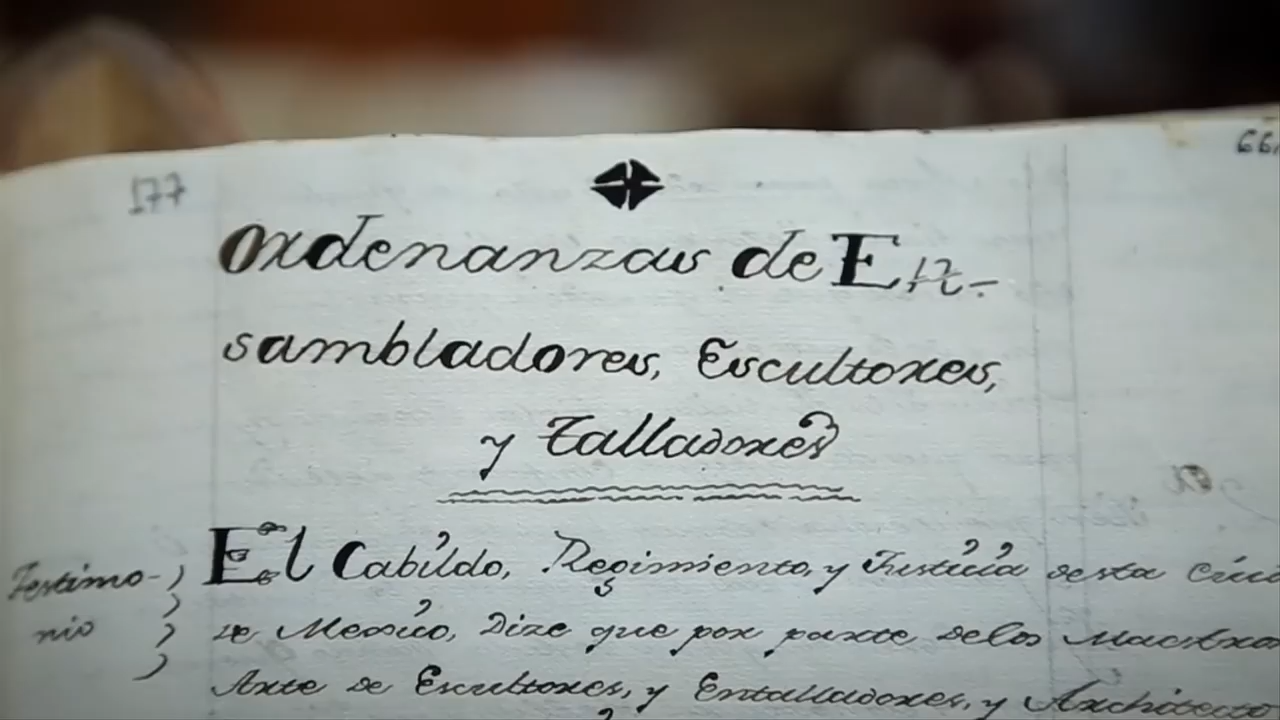 177
66
Ordenanzas de En-
sambladores, Escultores,
y Talladores
Testimo-
nio
El Cabildo, Regimiento, y Justicia desta Ciud
de Mexico, Dize que por parte delos Maestros
Arte de Escultores, y Entalladores, y Architecto